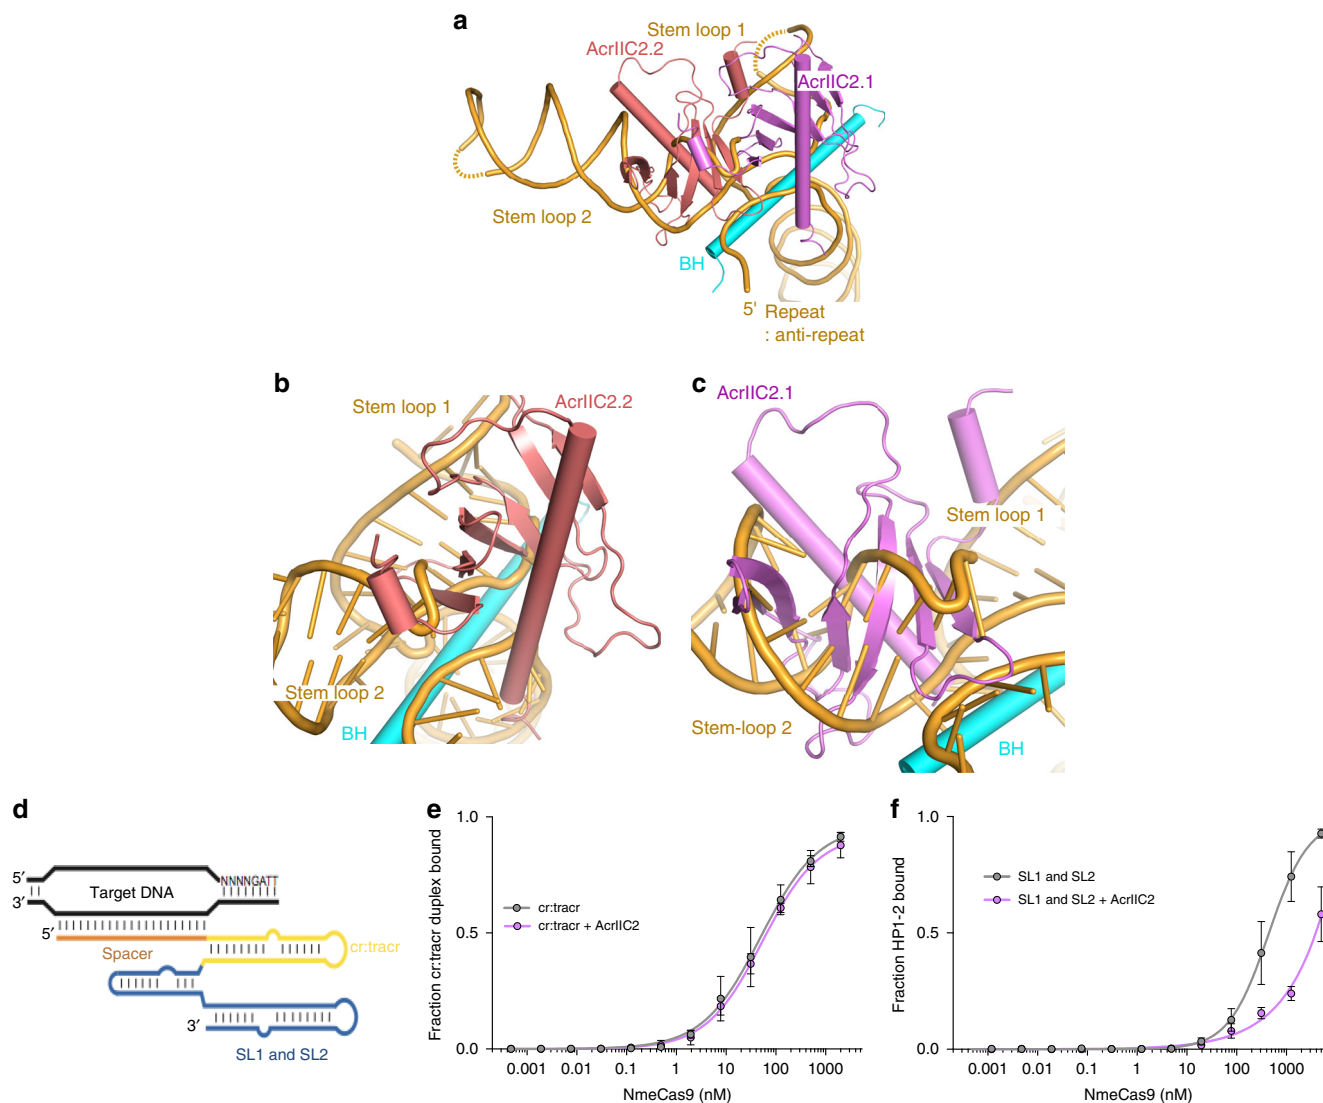 a
Stem loop 1
AcrIIC2.2
AcrIIC2.1
Stem loop 2
BH
5' Repeat
: anti-repeat
b
Stem loop 1
AcrIIC2.2
Stem loop 2
BH
c
AcrIIC2.1
Stem loop 1
Stem-loop 2
BH
d
5′
NNNNGATT
Target DNA
3′
5′
Spacer
cr:tracr
3′
SL1 and SL2
e
Fraction cr:tracr duplex bound
1.0
0.5
0.0
cr:tracr
cr:tracr + AcrIIC2
0.001 0.01 0.1 1 10 100 1000
NmeCas9 (nM)
f
Fraction HP1-2 bound
1.0
0.5
0.0
SL1 and SL2
SL1 and SL2 + AcrIIC2
0.001 0.01 0.1 1 10 100 1000
NmeCas9 (nM)